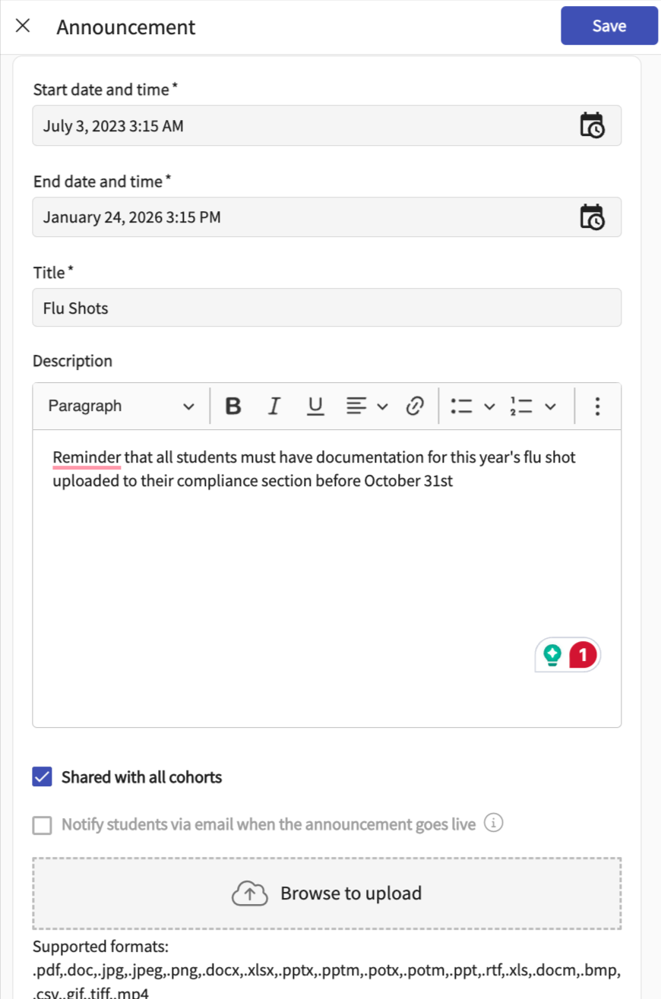 Announcement
Save
Start date and time*
July 3, 2023 3:15 AM
End date and time*
January 24, 2026 3:15 PM
Title*
Flu Shots
Description
Paragraph
B I U
Reminder that all students must have documentation for this year's flu shot
uploaded to their compliance section before October 31st
1
Shared with all cohorts
Notify students via email when the announcement goes live
Browse to upload
Supported formats:
.pdf,.doc,.jpg,.jpeg,.png,.docx,.xlsx,.pptx,.pptm,.potx,.potm,.ppt,.rtf,.xls,.docm,.bmp,
.csv,.gif,.tiff,.mp4